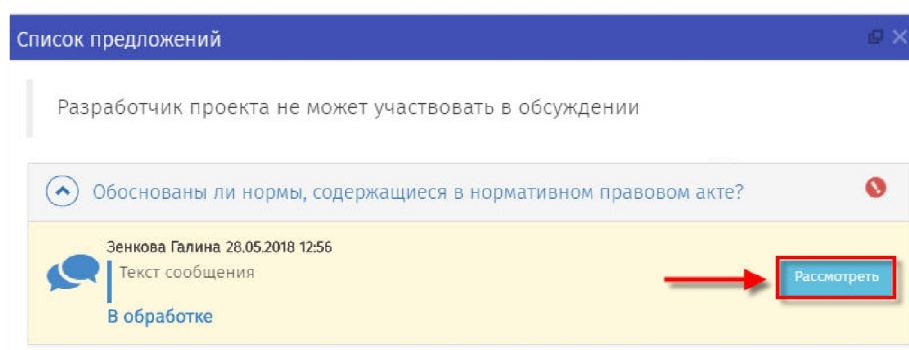 Список предложений
Разработчик проекта не может участвовать в обсуждении
Обоснованы ли нормы, содержащиеся в нормативном правовом акте?
Зенкова Галина 28.05.2018 12:56
Текст сообщения
Рассмотреть
В обработке